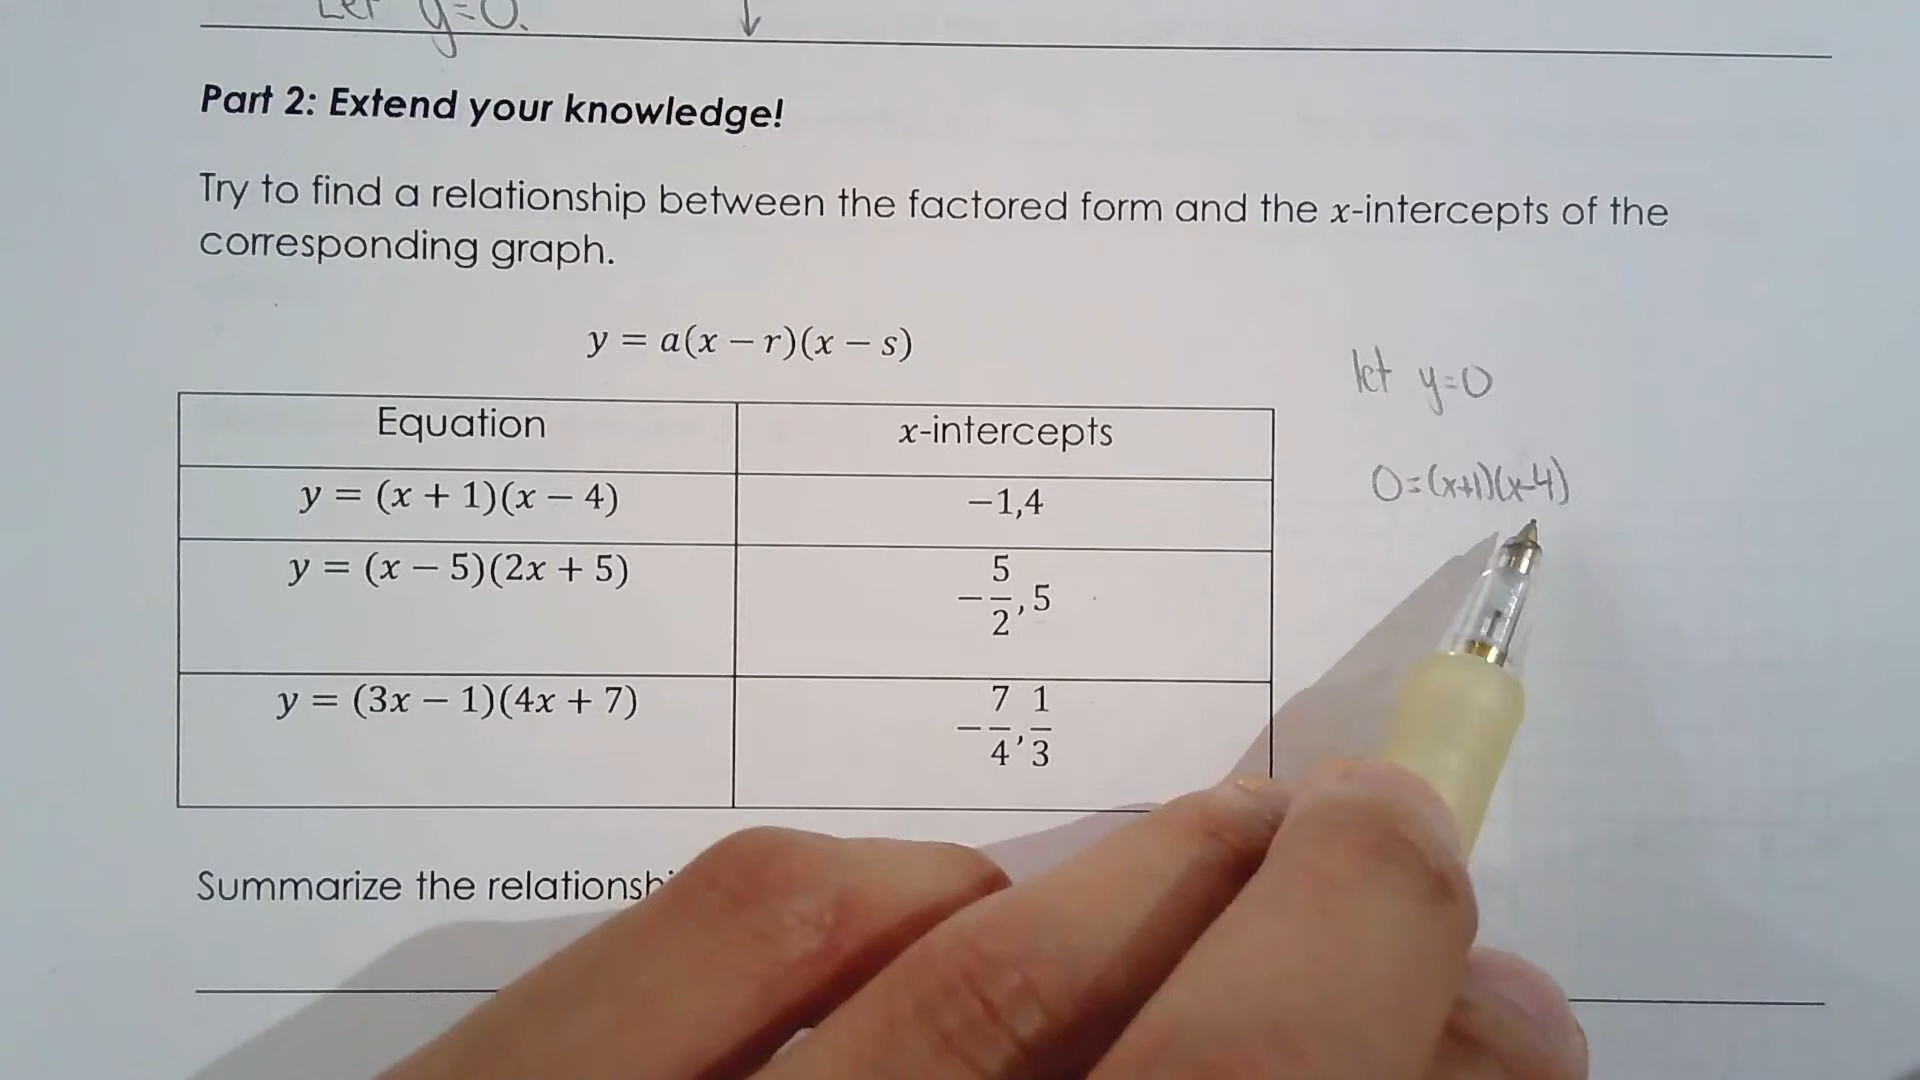 Let y=0.
Part 2: Extend your knowledge!
Try to find a relationship between the factored form and the x-intercepts of the
corresponding graph.
y = a(x − r)(x − s)
let y=0
Equation x-intercepts
y = (x + 1)(x − 4) −1,4
0=(x+1)(x-4)
y = (x − 5)(2x + 5) −5/2, 5
y = (3x − 1)(4x + 7) −7/4, 1/3
Summarize the